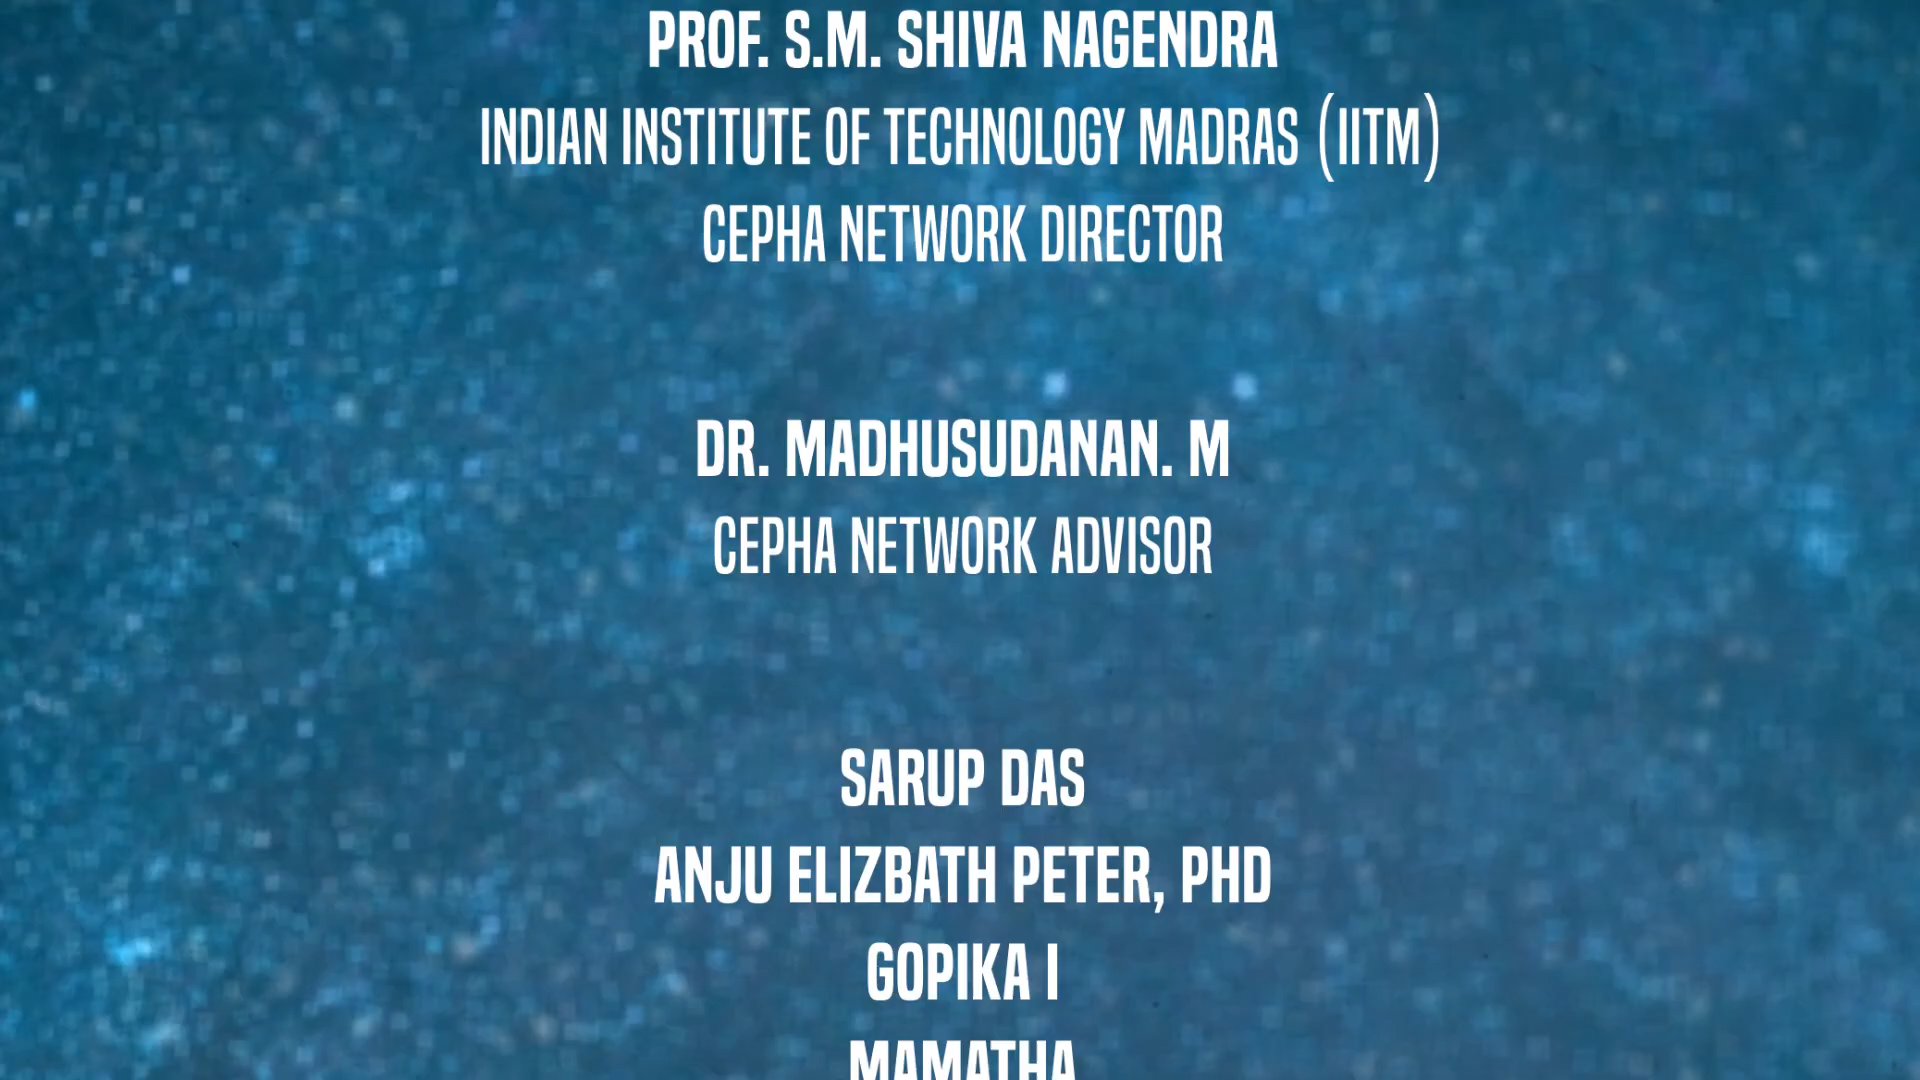 PROF. S.M. SHIVA NAGENDRA
INDIAN INSTITUTE OF TECHNOLOGY MADRAS (IITM)
CEPHA NETWORK DIRECTOR
DR. MADHUSUDANAN. M
CEPHA NETWORK ADVISOR
SARUP DAS
ANJU ELIZBATH PETER, PHD
GOPIKA I
MAMATHA